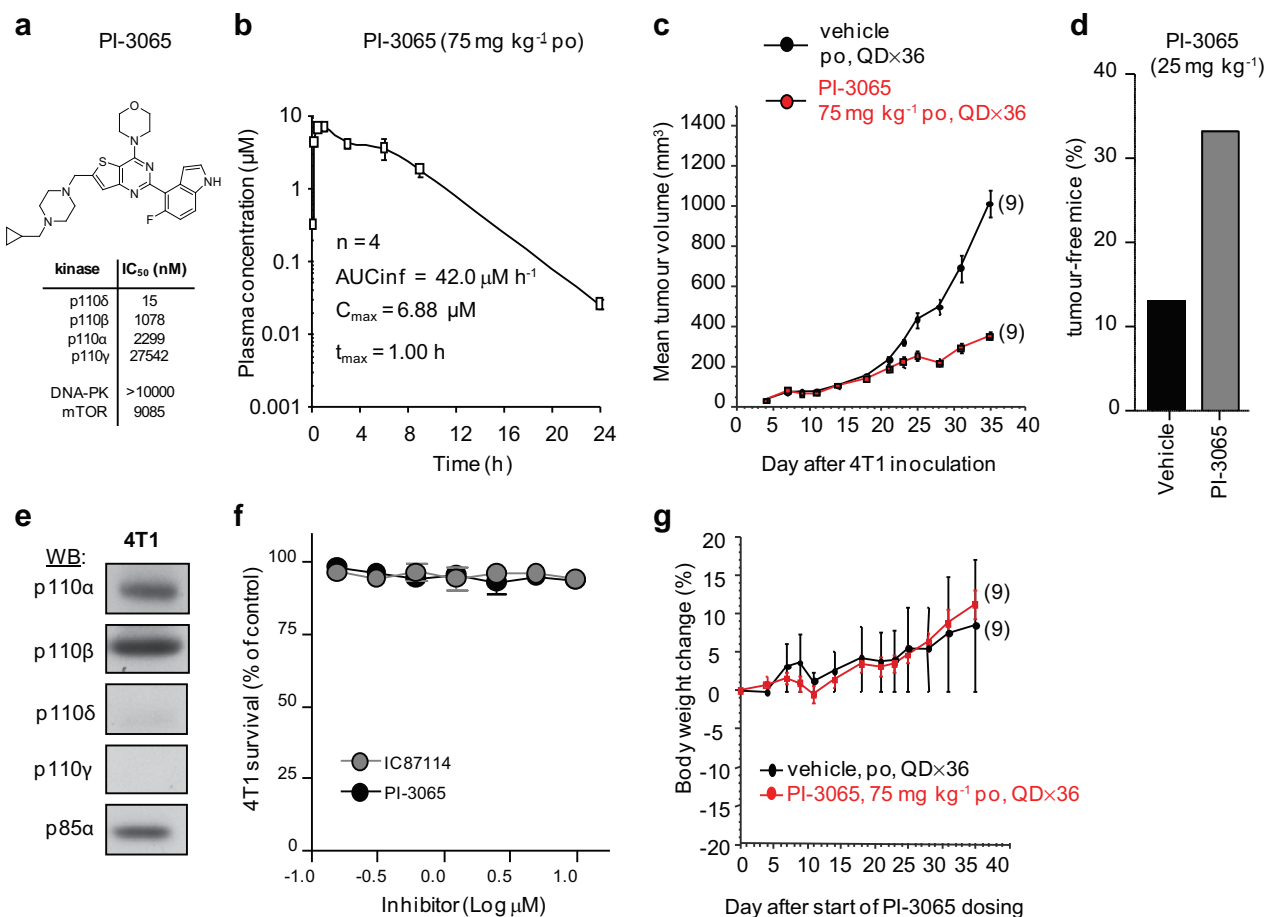 a
PI-3065
O
N
S
N
N
N
N
F
NH
kinase IC₅₀ (nM)
p110δ 15
p110β 1078
p110α 2299
p110γ 27542
DNA-PK >10000
mTOR 9085
b
PI-3065 (75 mg kg⁻¹ po)
Plasma concentration (µM)
10
1
0.1
0.01
0.001
n = 4
AUCinf = 42.0 µM h⁻¹
Cmax = 6.88 µM
tmax = 1.00 h
0 4 8 12 16 20 24
Time (h)
c
vehicle
po, QD×36
PI-3065
75 mg kg⁻¹ po, QD×36
Mean tumour volume (mm³)
1400
1200
1000
800
600
400
200
0
(9)
(9)
0 5 10 15 20 25 30 35 40
Day after 4T1 inoculation
d
PI-3065
(25 mg kg⁻¹)
tumour-free mice (%)
40
30
20
10
0
Vehicle
PI-3065
e
WB:
4T1
p110α
p110β
p110δ
p110γ
p85α
f
4T1 survival (% of control)
100
75
50
25
0
IC87114
PI-3065
-1.0 -0.5 0.0 0.5 1.0
Inhibitor (Log µM)
g
Body weight change (%)
20
15
10
5
0
-5
-10
-15
-20
(9)
(9)
vehicle, po, QD×36
PI-3065, 75 mg kg⁻¹ po, QD×36
0 5 10 15 20 25 30 35 40
Day after start of PI-3065 dosing